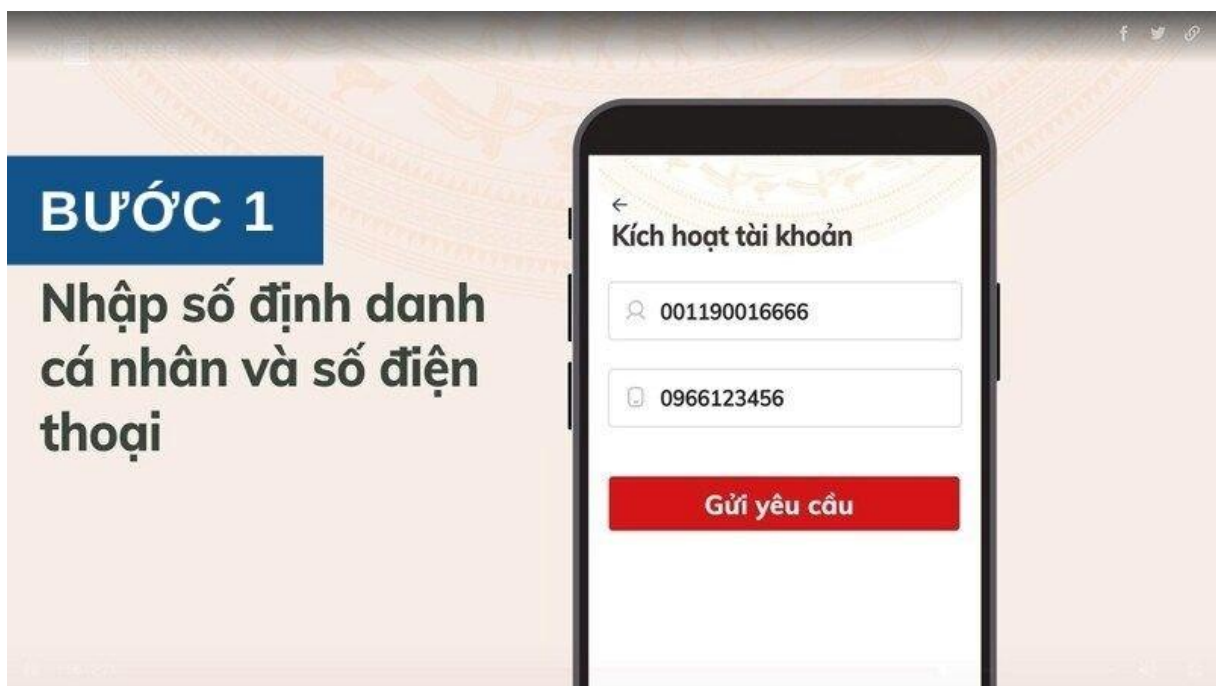 VNEXPRESS
BƯỚC 1
Nhập số định danh
cá nhân và số điện
thoại
Kích hoạt tài khoản
001190016666
0966123456
Gửi yêu cầu